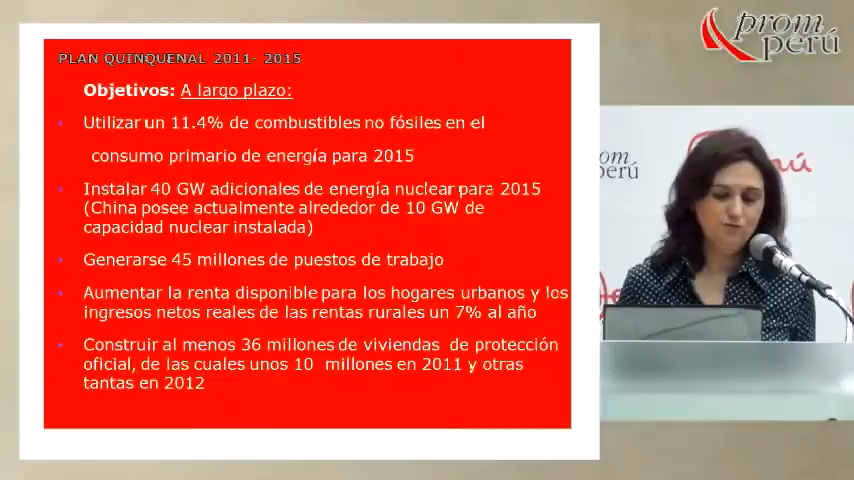 PLAN QUINQUENAL 2011- 2015
Objetivos: A largo plazo:
Utilizar un 11.4% de combustibles no fósiles en el
consumo primario de energía para 2015
Instalar 40 GW adicionales de energía nuclear para 2015
(China posee actualmente alrededor de 10 GW de
capacidad nuclear instalada)
Generarse 45 millones de puestos de trabajo
Aumentar la renta disponible para los hogares urbanos y los
ingresos netos reales de las rentas rurales un 7% al año
Construir al menos 36 millones de viviendas de protección
oficial, de las cuales unos 10 millones en 2011 y otras
tantas en 2012
prom
perú
om
perú
ú